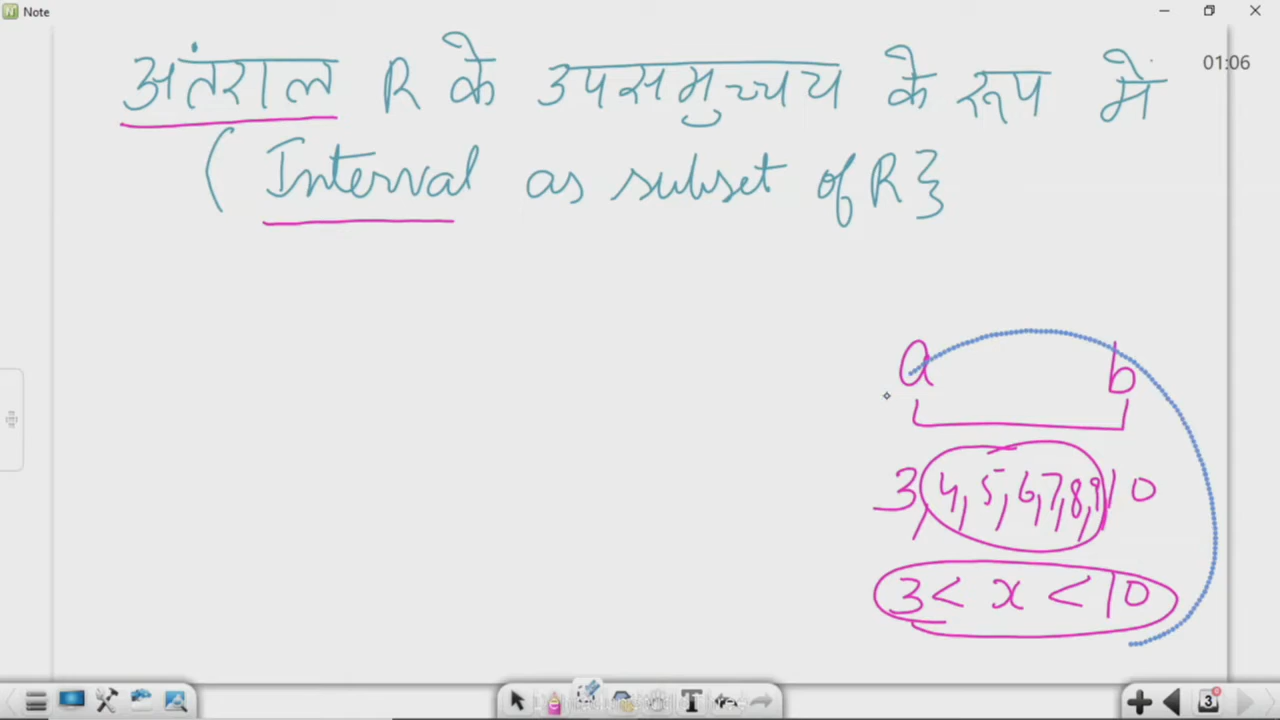 Note
01:06
अंतराल R के उपसमुच्चय के रूप मे
( Interval as subset of R }
a b
3, 4, 5, 6, 7, 8, 9, 10
3 < x < 10
T
3